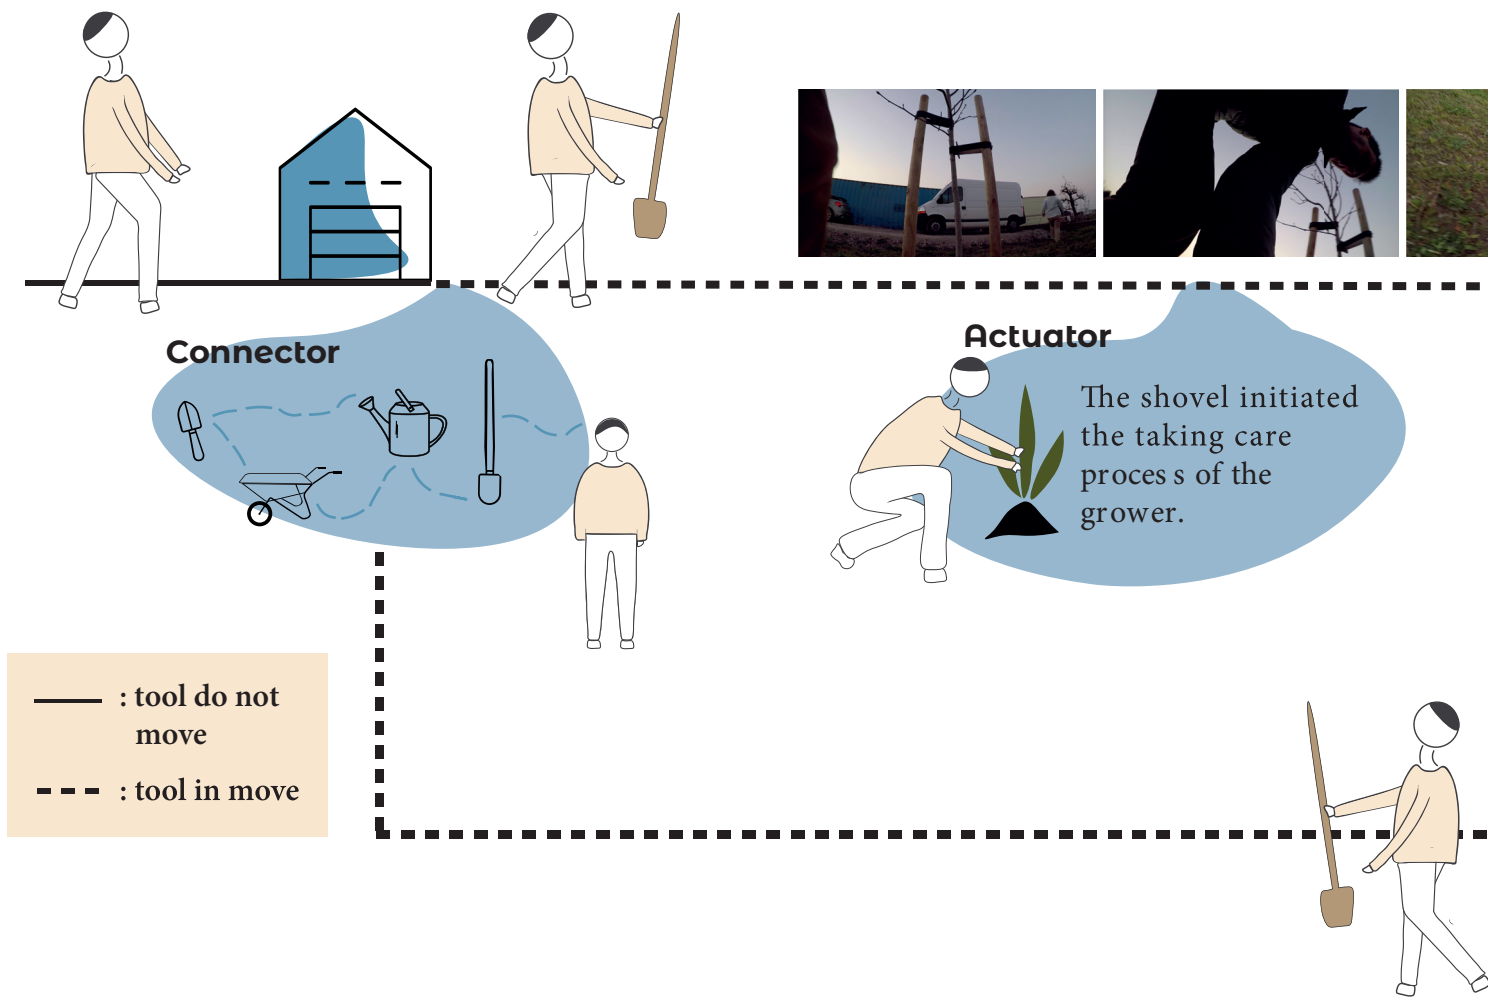 Connector
Actuator
The shovel initiated
the taking care
proces s of the
grower.
: tool do not
move
: tool in move